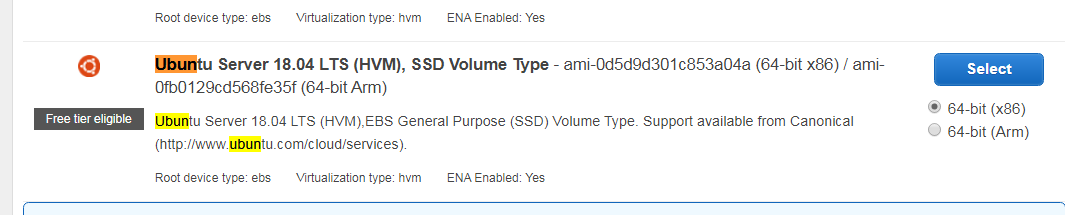 Root device type: ebs Virtualization type: hvm ENA Enabled: Yes
Ubuntu Server 18.04 LTS (HVM), SSD Volume Type - ami-0d5d9d301c853a04a (64-bit x86) / ami-
0fb0129cd568fe35f (64-bit Arm)
Select
64-bit (x86)
64-bit (Arm)
Free tier eligible
Ubuntu Server 18.04 LTS (HVM),EBS General Purpose (SSD) Volume Type. Support available from Canonical
(http://www.ubuntu.com/cloud/services).
Root device type: ebs Virtualization type: hvm ENA Enabled: Yes